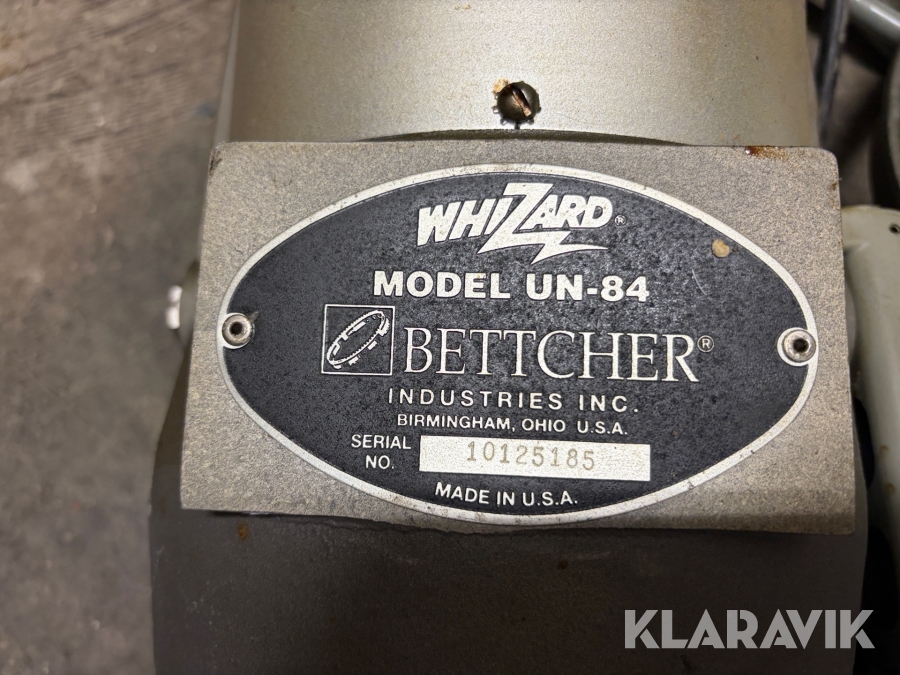 WHIZARD®
MODEL UN-84
BETTCHER®
INDUSTRIES INC.
BIRMINGHAM, OHIO U.S.A.
SERIAL NO. 10125185
MADE IN U.S.A.
KLARAVIK